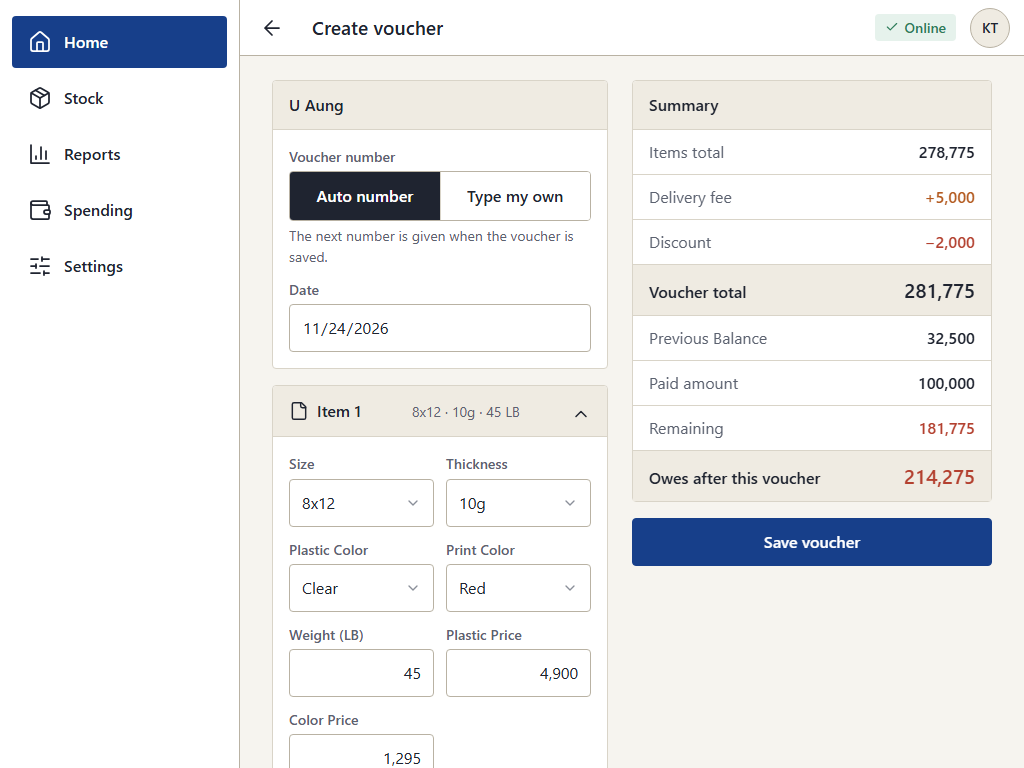 Home
Stock
Reports
Spending
Settings
Create voucher
Online
KT
U Aung
Voucher number
Auto number
Type my own
The next number is given when the voucher is
saved.
Date
11/24/2026
Item 1
8x12 · 10g · 45 LB
Size
Thickness
8x12
10g
Plastic Color
Print Color
Clear
Red
Weight (LB)
Plastic Price
45
4,900
Color Price
1,295
Summary
Items total 278,775
Delivery fee +5,000
Discount −2,000
Voucher total 281,775
Previous Balance 32,500
Paid amount 100,000
Remaining 181,775
Owes after this voucher 214,275
Save voucher